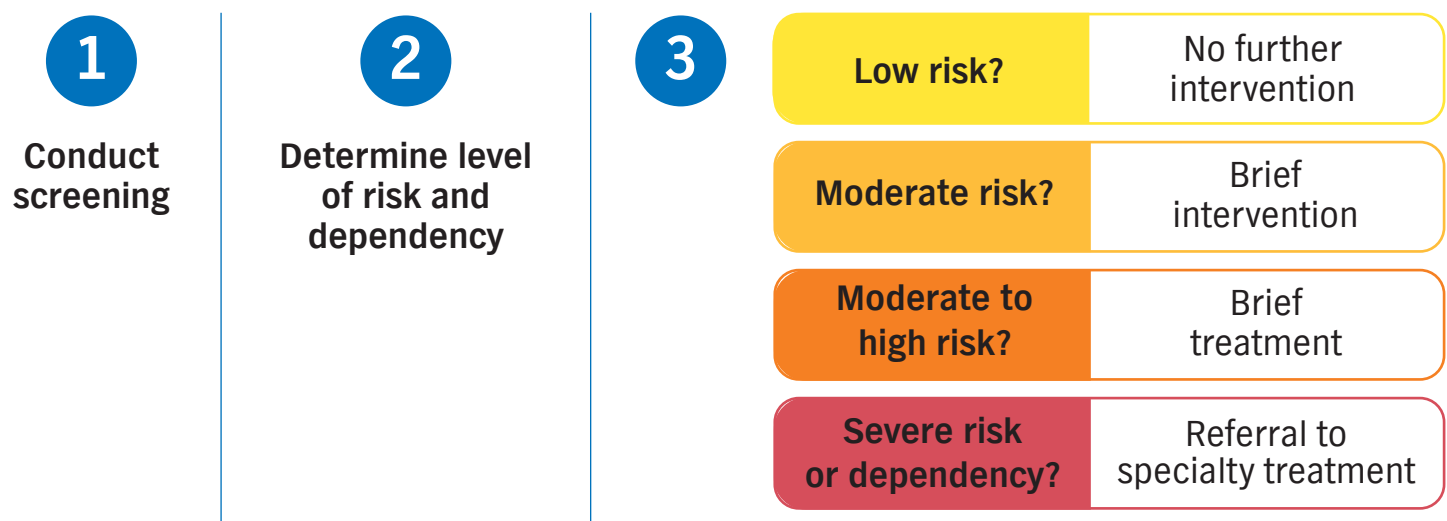 1
Conduct
screening
2
Determine level
of risk and
dependency
3
Low risk?
No further
intervention
Moderate risk?
Brief
intervention
Moderate to
high risk?
Brief
treatment
Severe risk
or dependency?
Referral to
specialty treatment